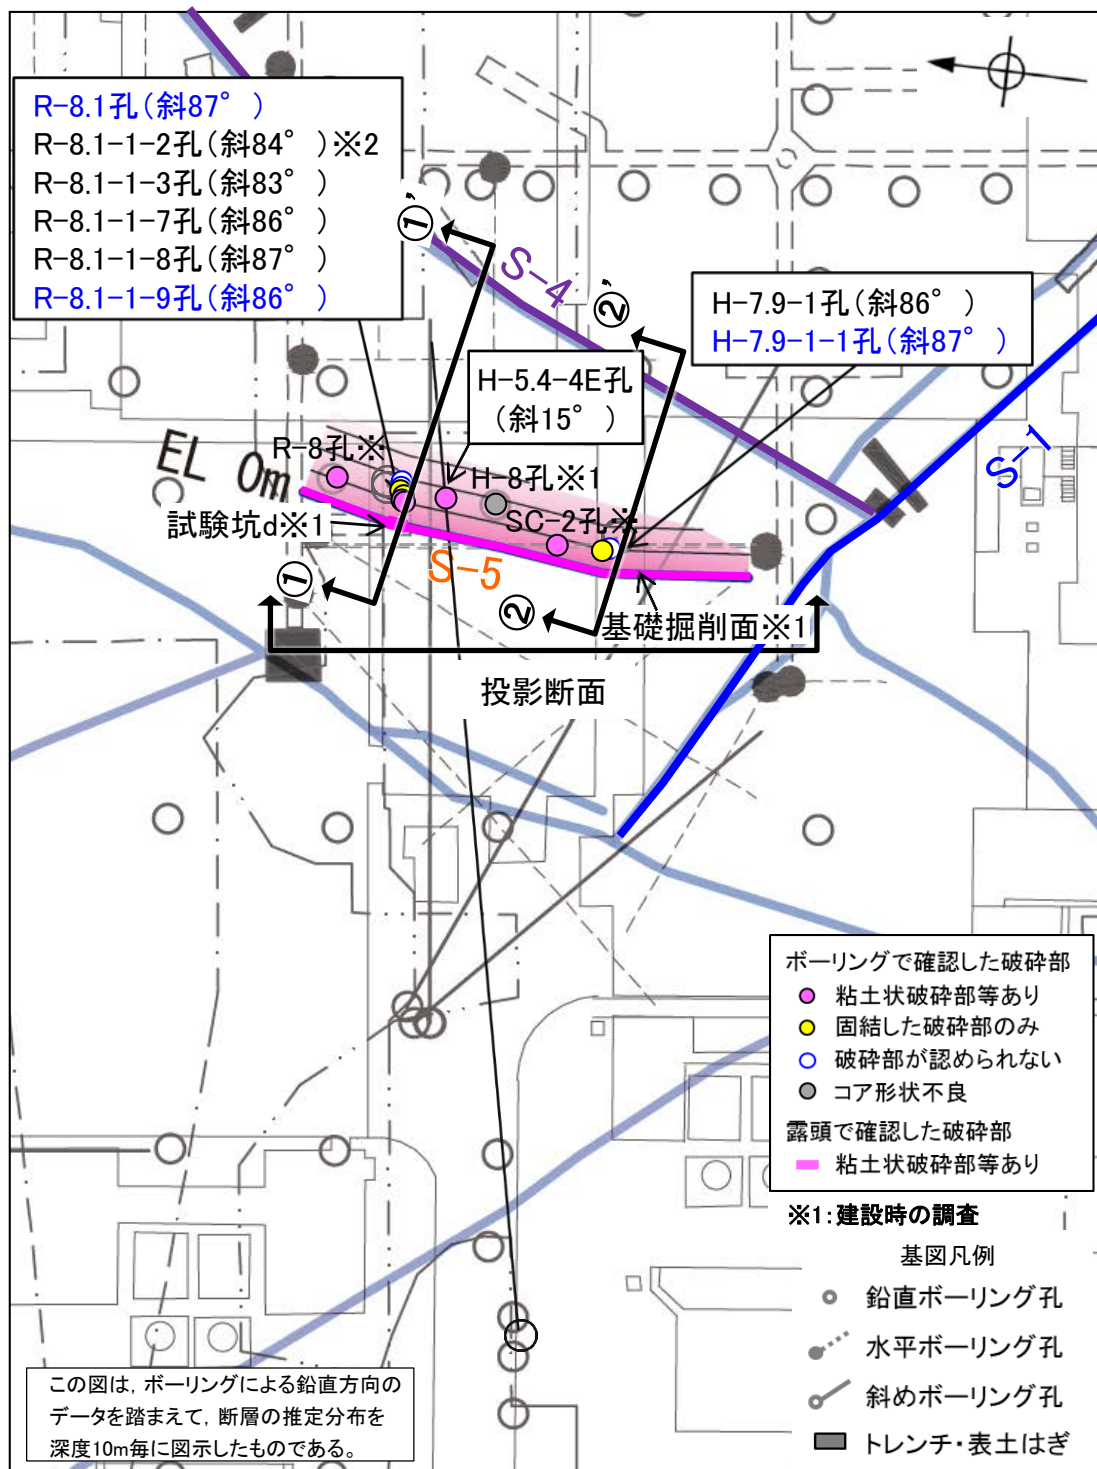 R-8.1孔(斜87°)
R-8.1-1-2孔(斜84°)※2
R-8.1-1-3孔(斜83°)
R-8.1-1-7孔(斜86°)
R-8.1-1-8孔(斜87°)
R-8.1-1-9孔(斜86°)
①'
S-4
②'
H-7.9-1孔(斜86°)
H-7.9-1-1孔(斜87°)
H-5.4-4E孔
(斜15°)
S-1
EL 0m
R-8孔※
H-8孔※1
SC-2孔※
試験坑d※1
S-5
①
②
基礎掘削面※1
投影断面
ボーリングで確認した破砕部
粘土状破砕部等あり
固結した破砕部のみ
破砕部が認められない
コア形状不良
露頭で確認した破砕部
粘土状破砕部等あり
※1:建設時の調査
基図凡例
鉛直ボーリング孔
水平ボーリング孔
斜めボーリング孔
トレンチ・表土はぎ
この図は,ボーリングによる鉛直方向の
データを踏まえて,断層の推定分布を
深度10m毎に図示したものである。